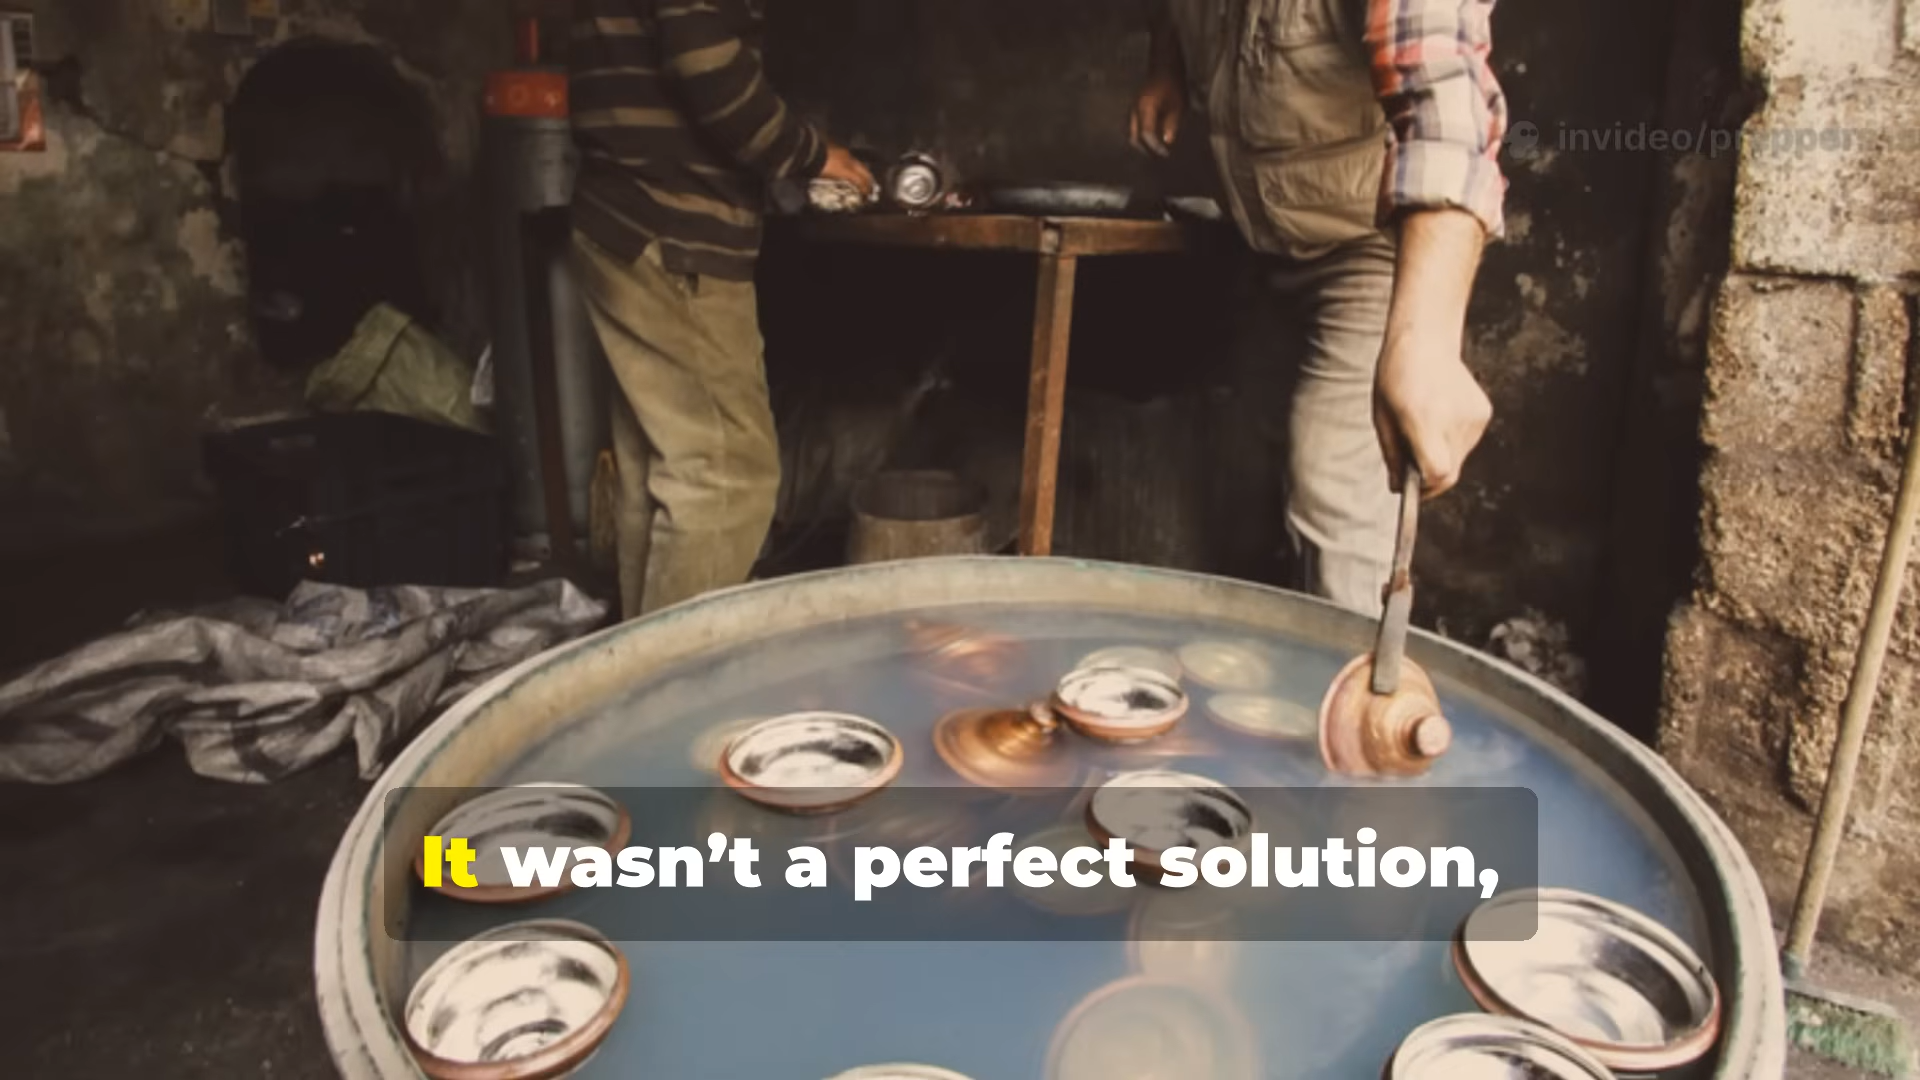 It wasn’t a perfect solution,